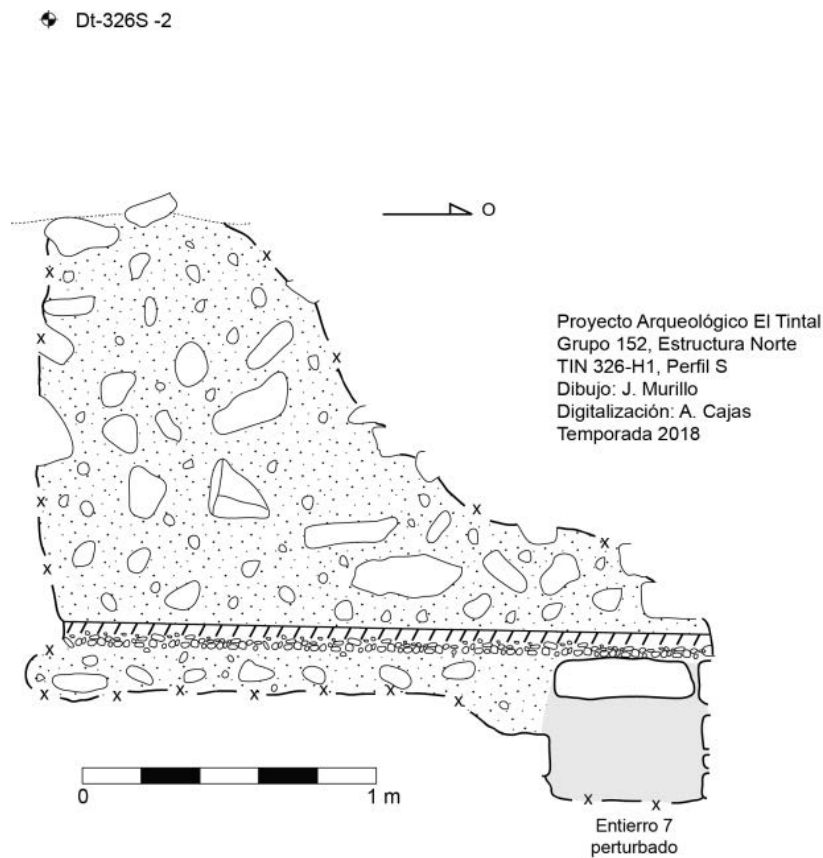 Dt-326S -2
O
Proyecto Arqueológico El Tintal
Grupo 152, Estructura Norte
TIN 326-H1, Perfil S
Dibujo: J. Murillo
Digitalización: A. Cajas
Temporada 2018
0 1 m
Entierro 7
perturbado